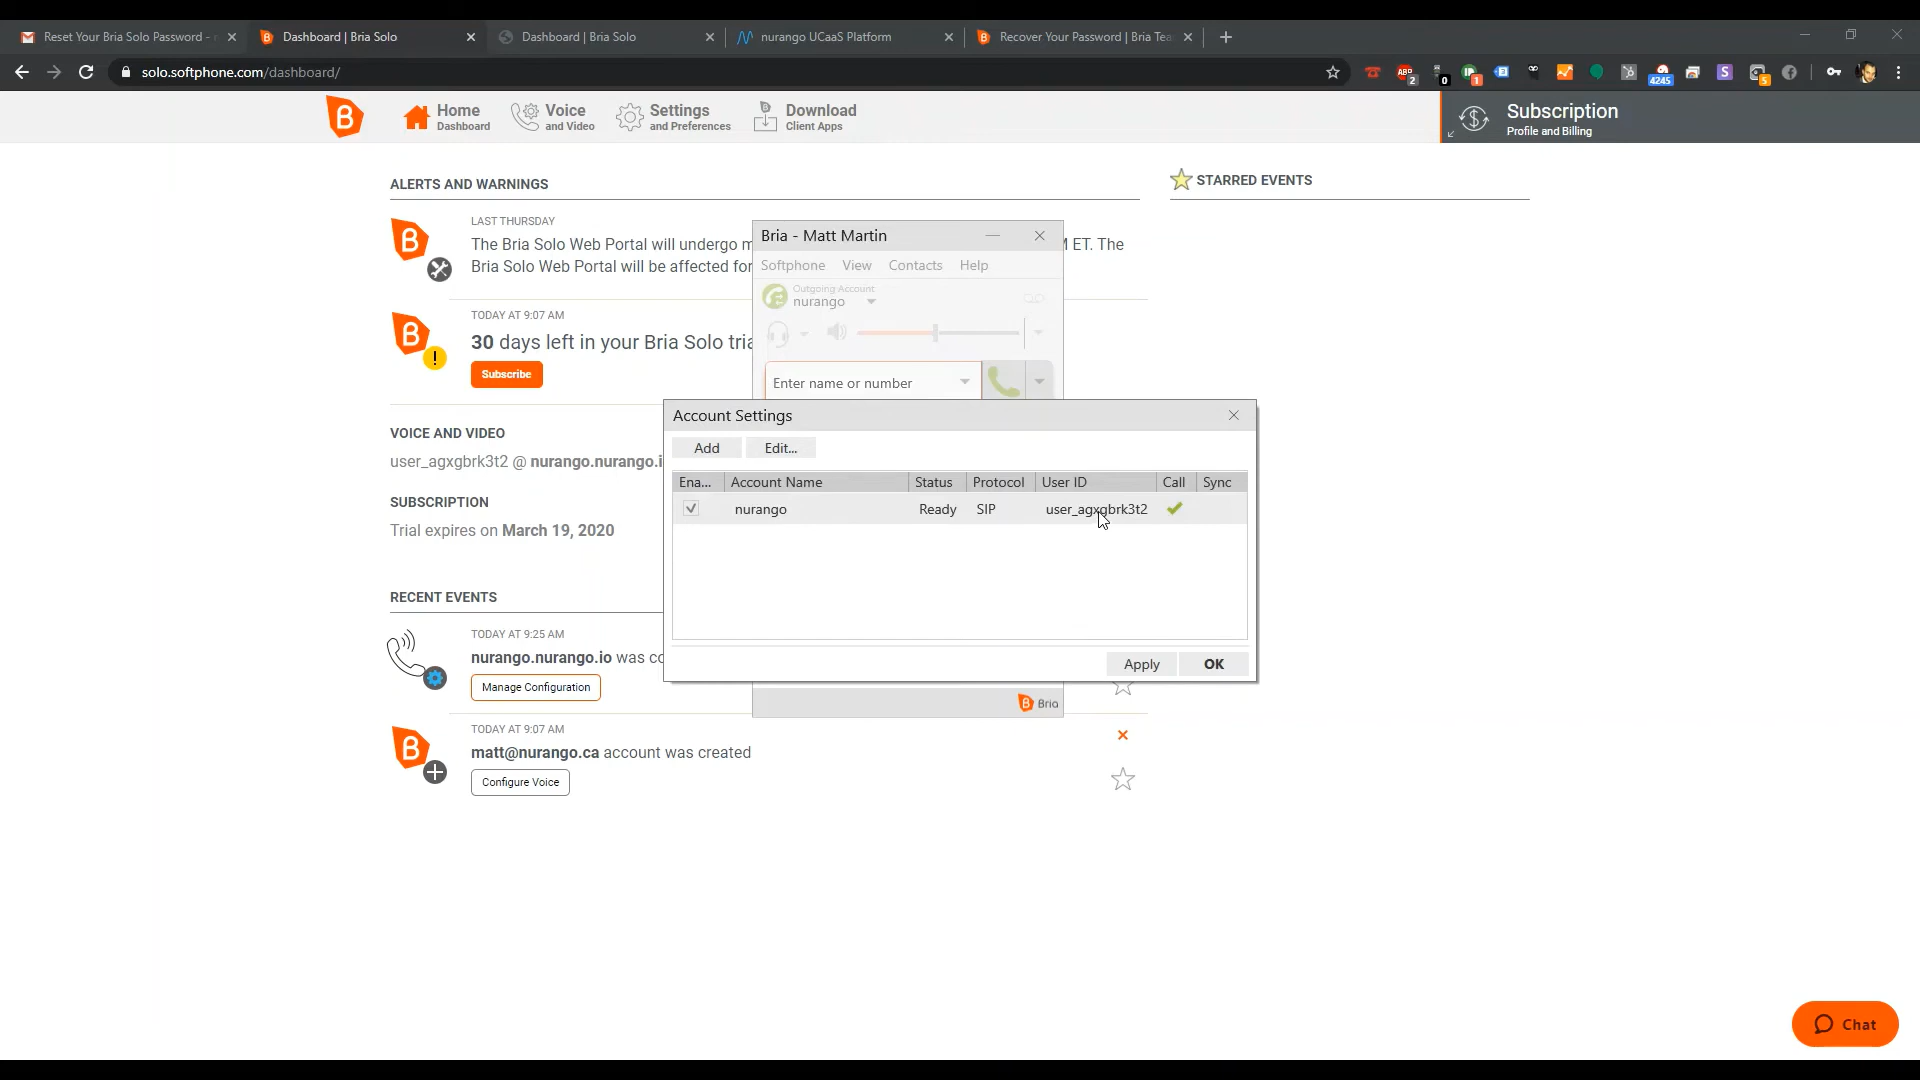 Reset Your Bria Solo Password -
Dashboard | Bria Solo
Dashboard | Bria Solo
nurango UCaaS Platform
Recover Your Password | Bria Tea
solo.softphone.com/dashboard/
ABP
2
0
1
4245
S
5
B
Home
Dashboard
Voice
and Video
Settings
and Preferences
Download
Client Apps
Subscription
Profile and Billing
ALERTS AND WARNINGS
STARRED EVENTS
LAST THURSDAY
The Bria Solo Web Portal will undergo m
M ET. The
Bria Solo Web Portal will be affected for
TODAY AT 9:07 AM
30 days left in your Bria Solo tria
Subscribe
VOICE AND VIDEO
user_agxgbrk3t2 @ nurango.nurango.i
SUBSCRIPTION
Trial expires on March 19, 2020
RECENT EVENTS
TODAY AT 9:25 AM
nurango.nurango.io was co
Manage Configuration
TODAY AT 9:07 AM
matt@nurango.ca account was created
Configure Voice
Bria - Matt Martin
Softphone View Contacts Help
Outgoing Account
nurango
Enter name or number
Account Settings
Add Edit...
Ena... Account Name Status Protocol User ID Call Sync
nurango Ready SIP user_agxgbrk3t2
Apply OK
Bria
Chat